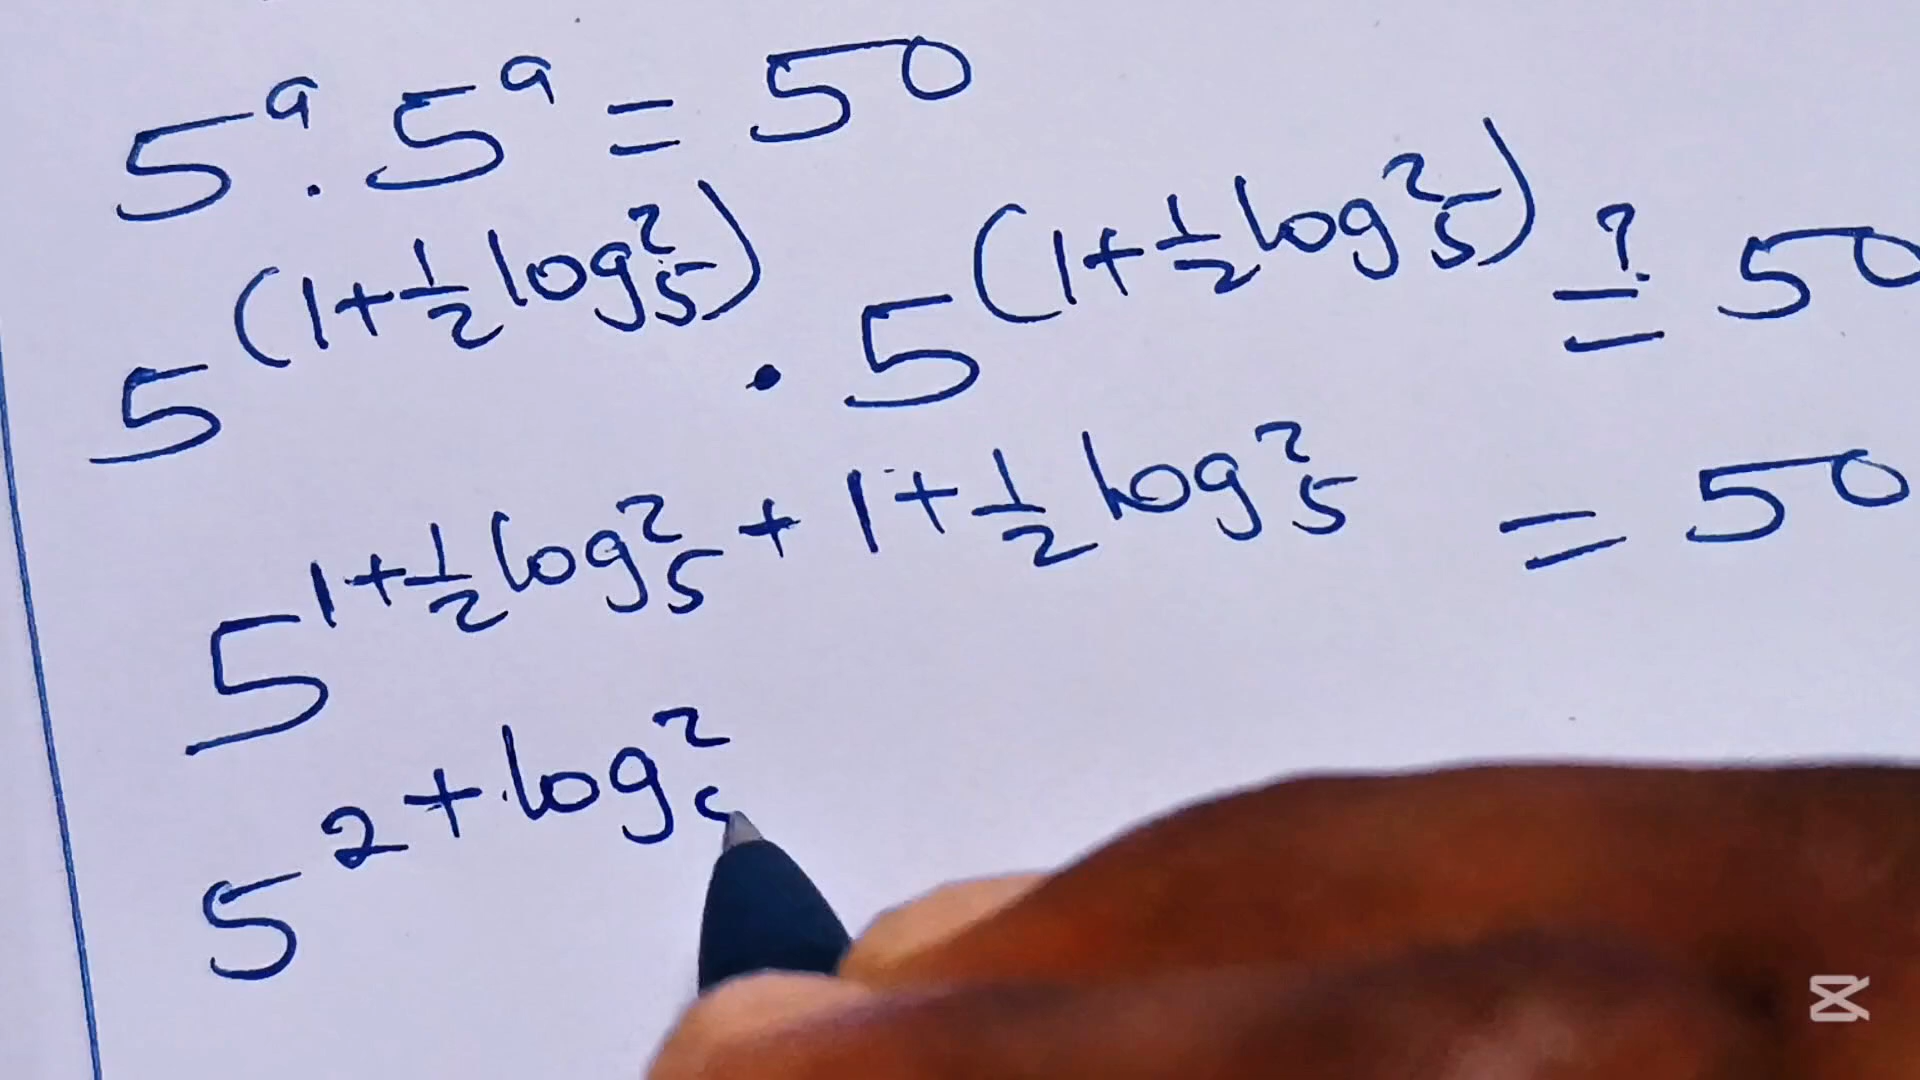 5^a . 5^a = 50
5^(1+½log₅²) . 5^(1+½log₅²) ≟ 50
5^1+½log₅²+1+½log₅² = 50
5^2+log₅²